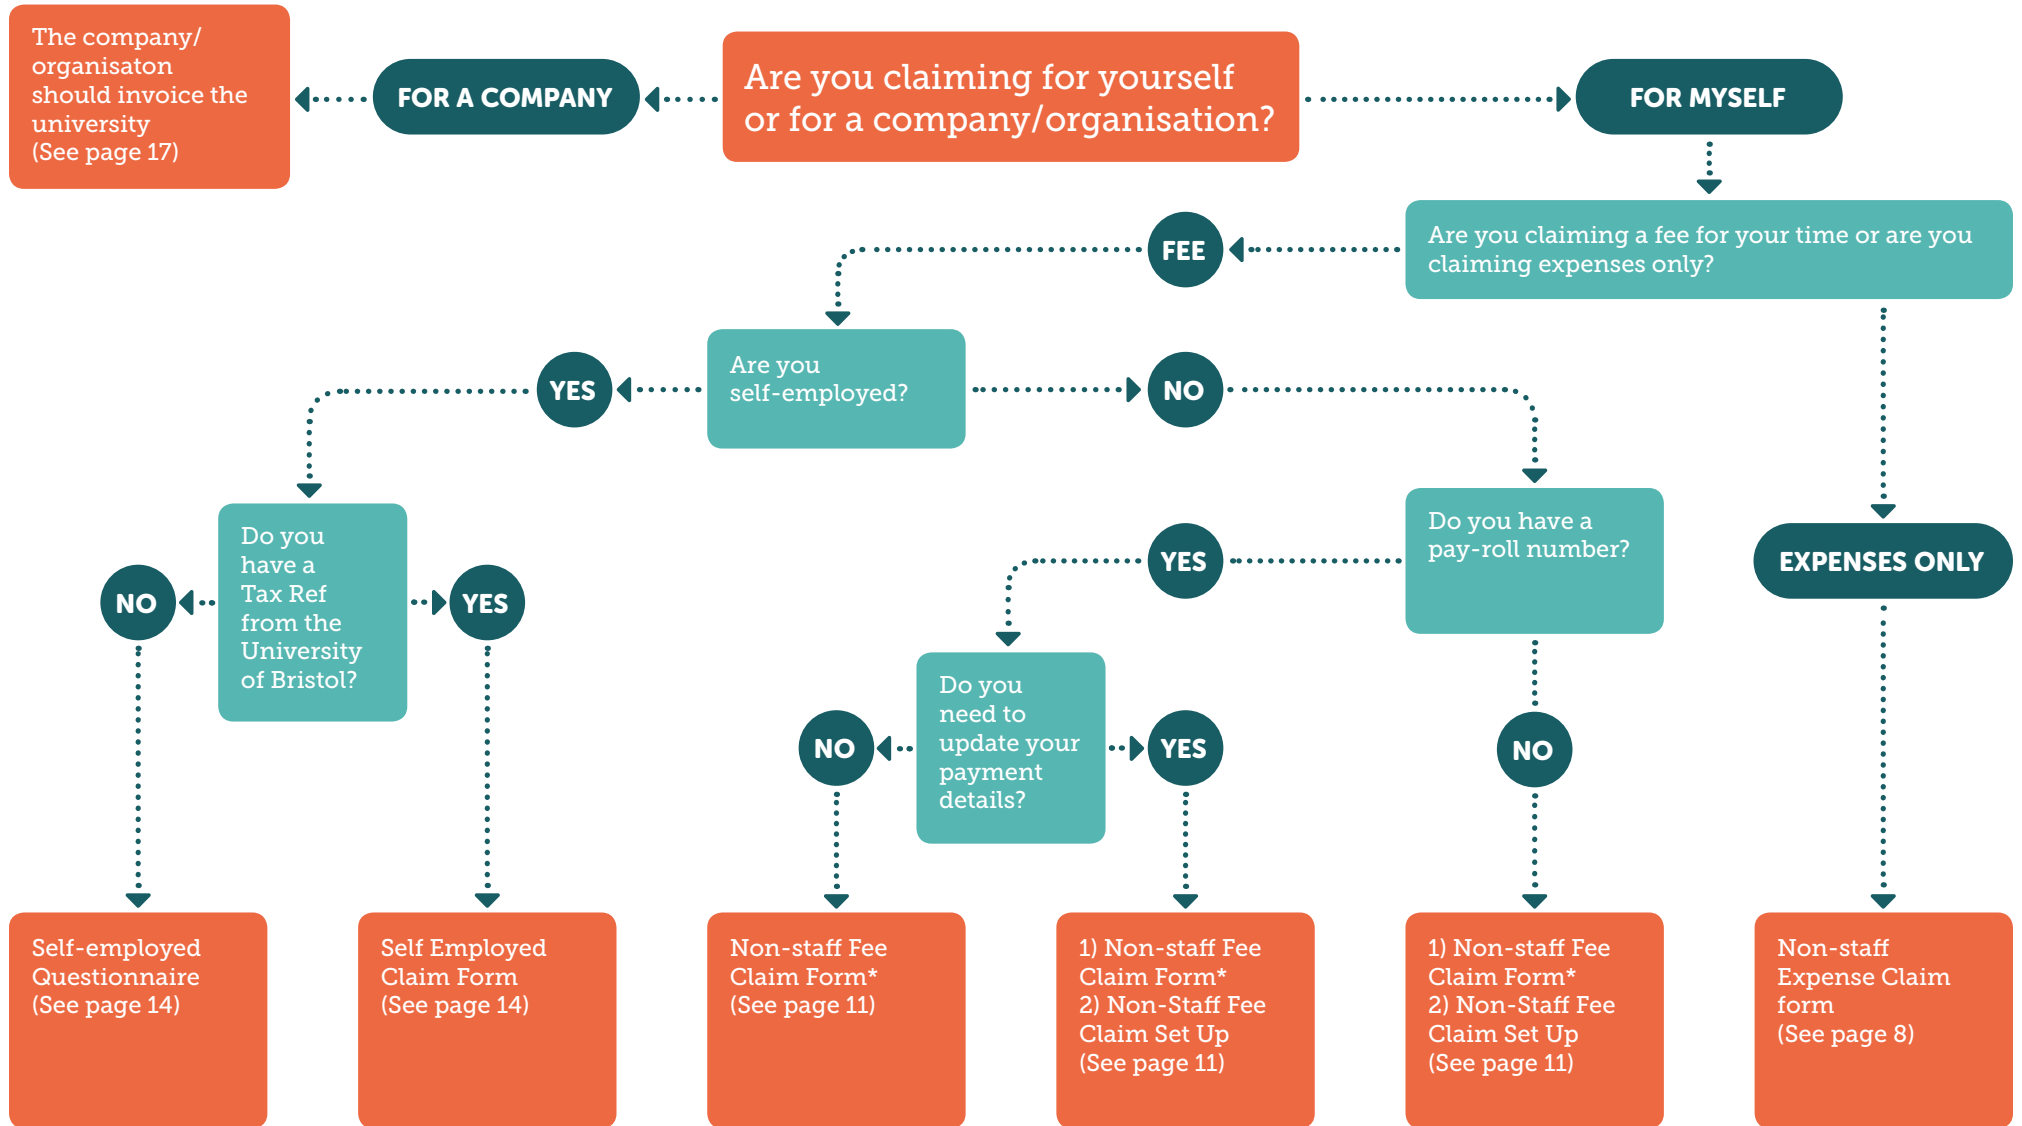 The company/
organisaton
should invoice the
university
(See page 17)
FOR A COMPANY
Are you claiming for yourself
or for a company/organisation?
FOR MYSELF
Are you claiming a fee for your time or are you
claiming expenses only?
FEE
Are you
self-employed?
YES
NO
Do you
have a
Tax Ref
from the
University
of Bristol?
NO
YES
Do you have a
pay-roll number?
YES
EXPENSES ONLY
Do you
need to
update your
payment
details?
NO
YES
NO
Self-employed
Questionnaire
(See page 14)
Self Employed
Claim Form
(See page 14)
Non-staff Fee
Claim Form*
(See page 11)
1) Non-staff Fee
Claim Form*
2) Non-Staff Fee
Claim Set Up
(See page 11)
1) Non-staff Fee
Claim Form*
2) Non-Staff Fee
Claim Set Up
(See page 11)
Non-staff
Expense Claim
form
(See page 8)